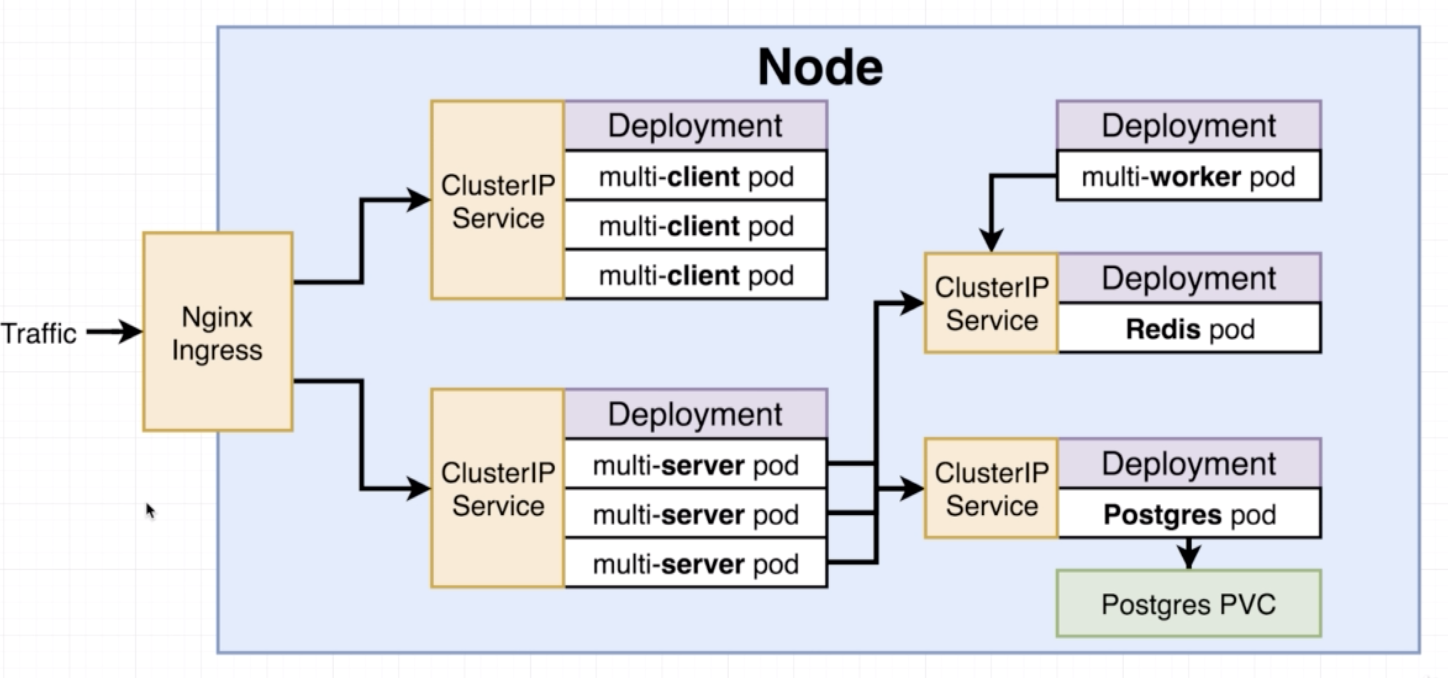 Node
Traffic
Nginx
Ingress
ClusterIP
Service
Deployment
multi-client pod
multi-client pod
multi-client pod
ClusterIP
Service
Deployment
multi-server pod
multi-server pod
multi-server pod
Deployment
multi-worker pod
ClusterIP
Service
Deployment
Redis pod
ClusterIP
Service
Deployment
Postgres pod
Postgres PVC